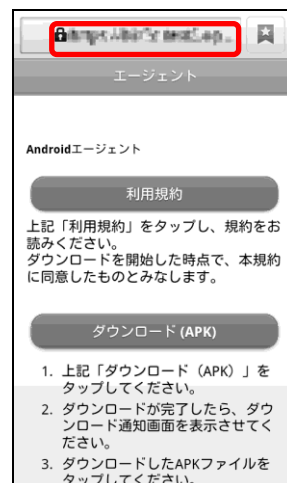 エージェント
Androidエージェント
利用規約
上記「利用規約」をタップし、規約をお
読みください。
ダウンロードを開始した時点で、本規約
に同意したものとみなします。
ダウンロード (APK)
1. 上記「ダウンロード（APK）」を
タップしてください。
2. ダウンロードが完了したら、ダウ
ンロード通知画面を表示させてく
ださい。
3. ダウンロードしたAPKファイルを
タップしてください。